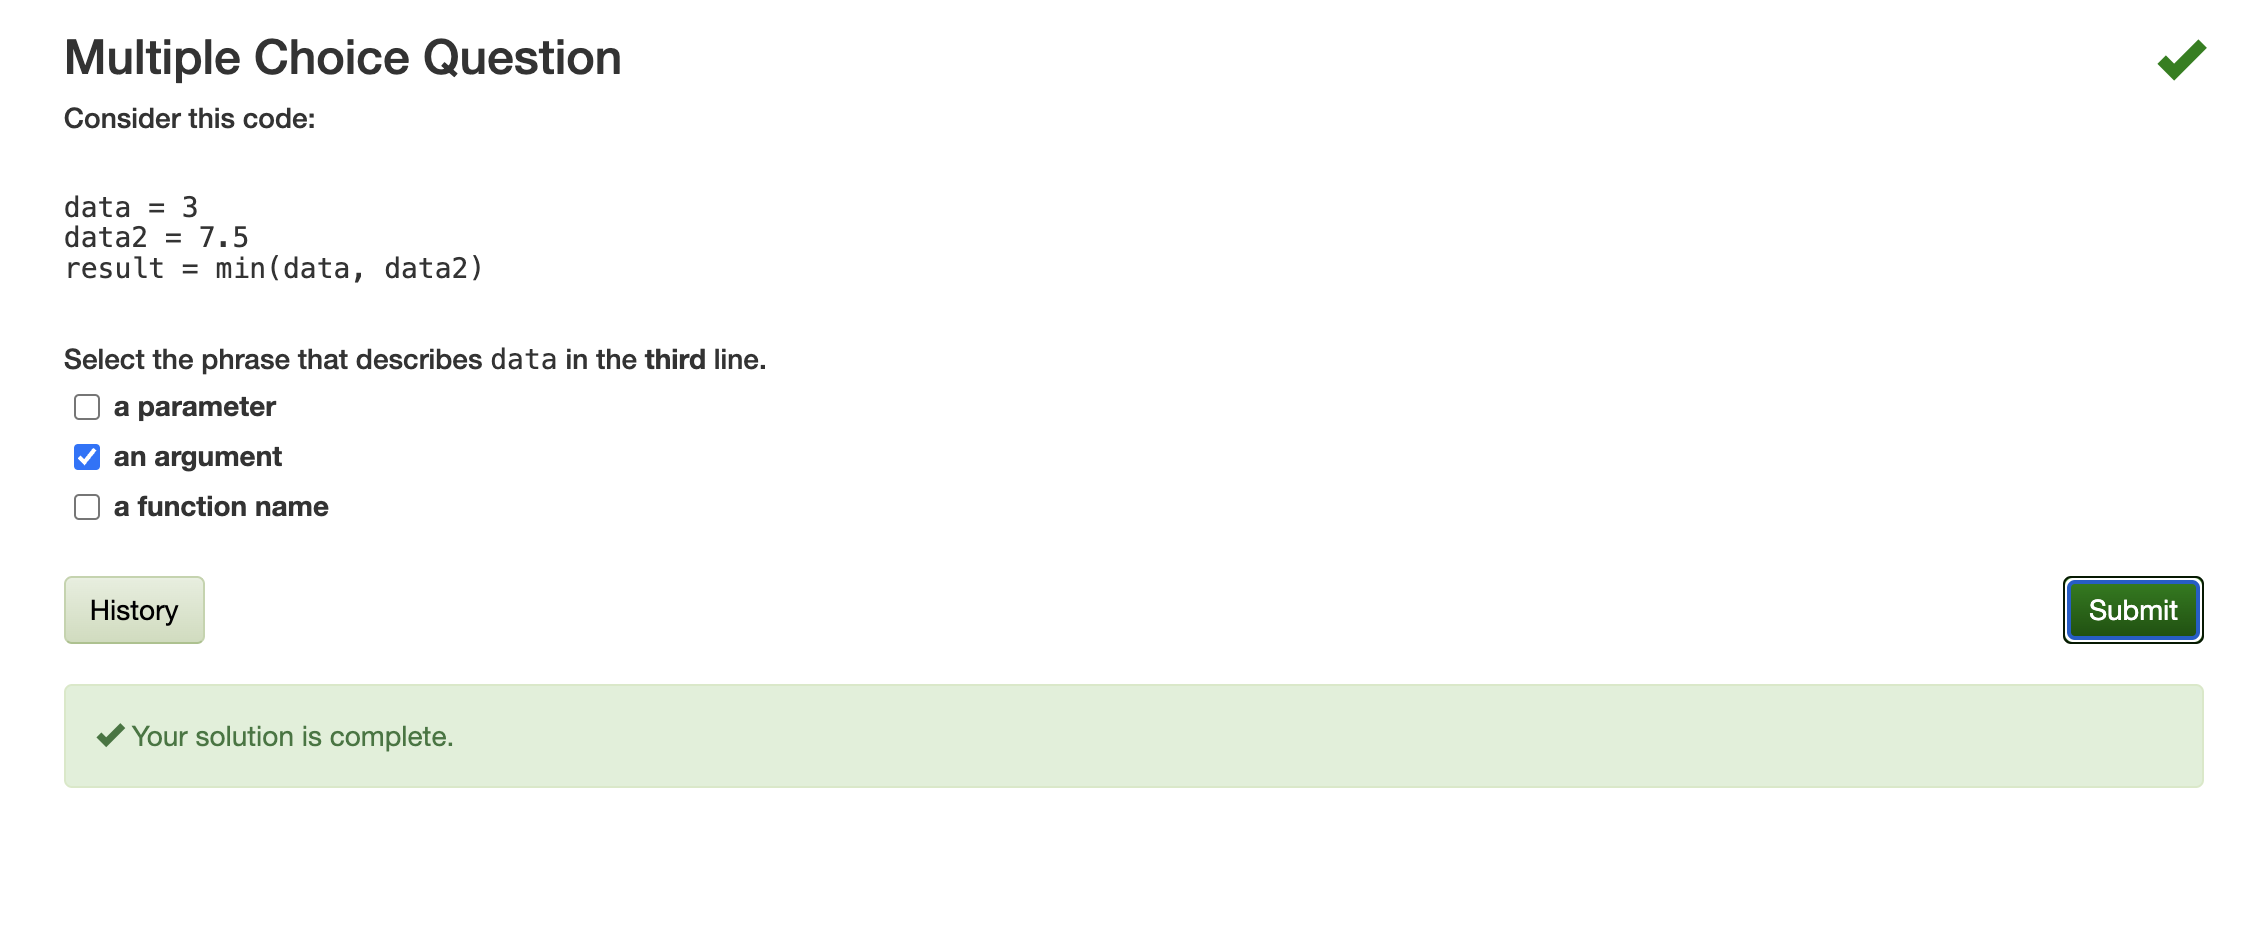 Multiple Choice Question
Consider this code:
data = 3
data2 = 7.5
result = min(data, data2)
Select the phrase that describes data in the third line.
a parameter
an argument
a function name
History
Submit
Your solution is complete.